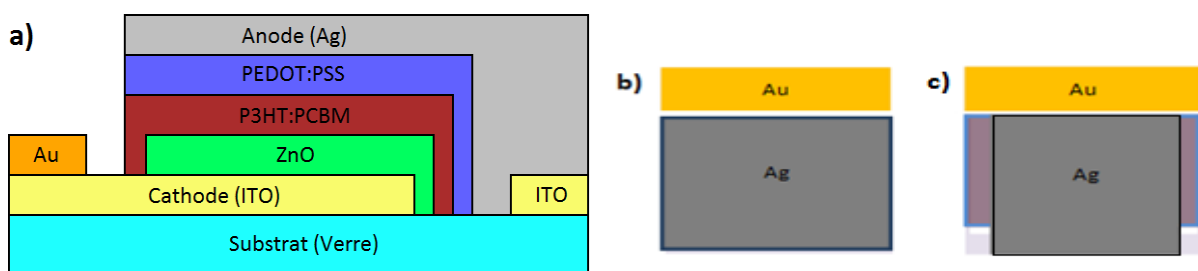 a)
Anode (Ag)
PEDOT:PSS
P3HT:PCBM
Au
ZnO
Cathode (ITO)
ITO
Substrat (Verre)
b)
Au
Ag
c)
Au
Ag